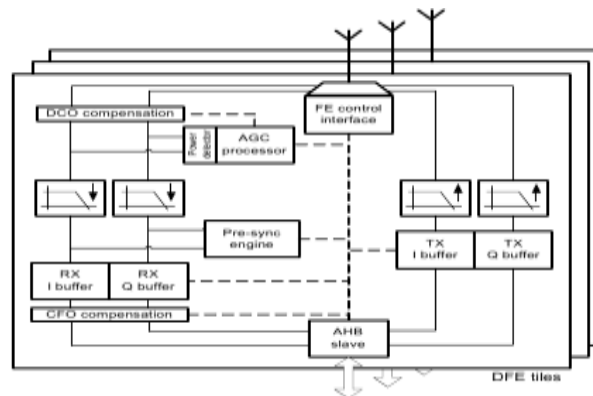 DCO compensation
FE control
interface
Power
detector
AGC
processor
Pre-sync
engine
RX
I buffer
RX
Q buffer
TX
I buffer
TX
Q buffer
CFO compensation
AHB
slave
DFE tiles